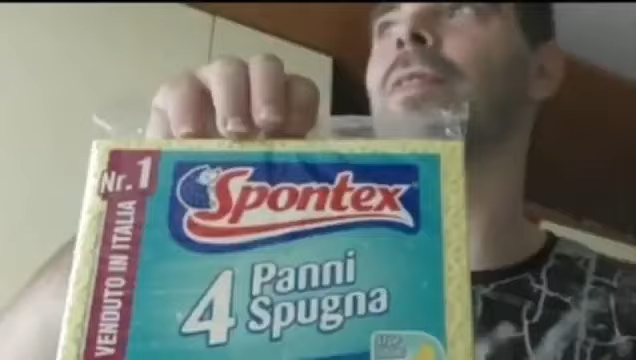 Nr. 1
VENDUTO IN ITALIA
Spontex
4 Panni
Spugna